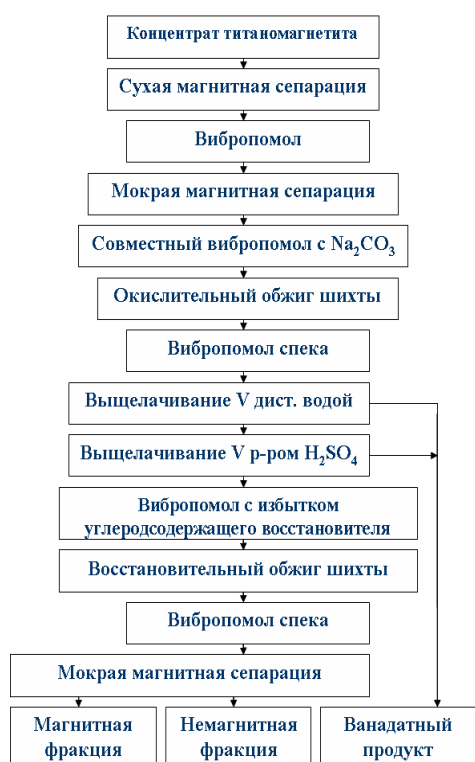 Концентрат титаномагнетита
Сухая магнитная сепарация
Вибропомол
Мокрая магнитная сепарация
Совместный вибропомол с Na₂CO₃
Окислительный обжиг шихты
Вибропомол спека
Выщелачивание V дист. водой
Выщелачивание V р-ром H₂SO₄
Вибропомол с избытком
углеродсодержащего восстановителя
Восстановительный обжиг шихты
Вибропомол спека
Мокрая магнитная сепарация
Магнитная
фракция
Немагнитная
фракция
Ванадатный
продукт